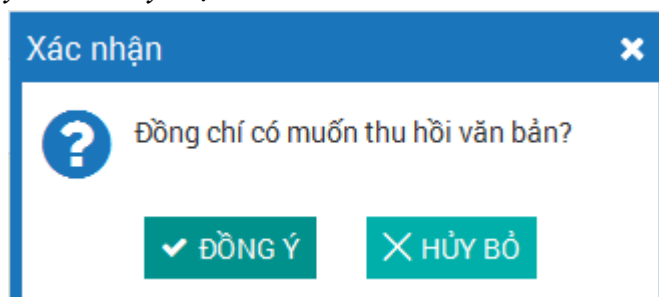 Xác nhận
Đồng chí có muốn thu hồi văn bản?
ĐỒNG Ý
HỦY BỎ